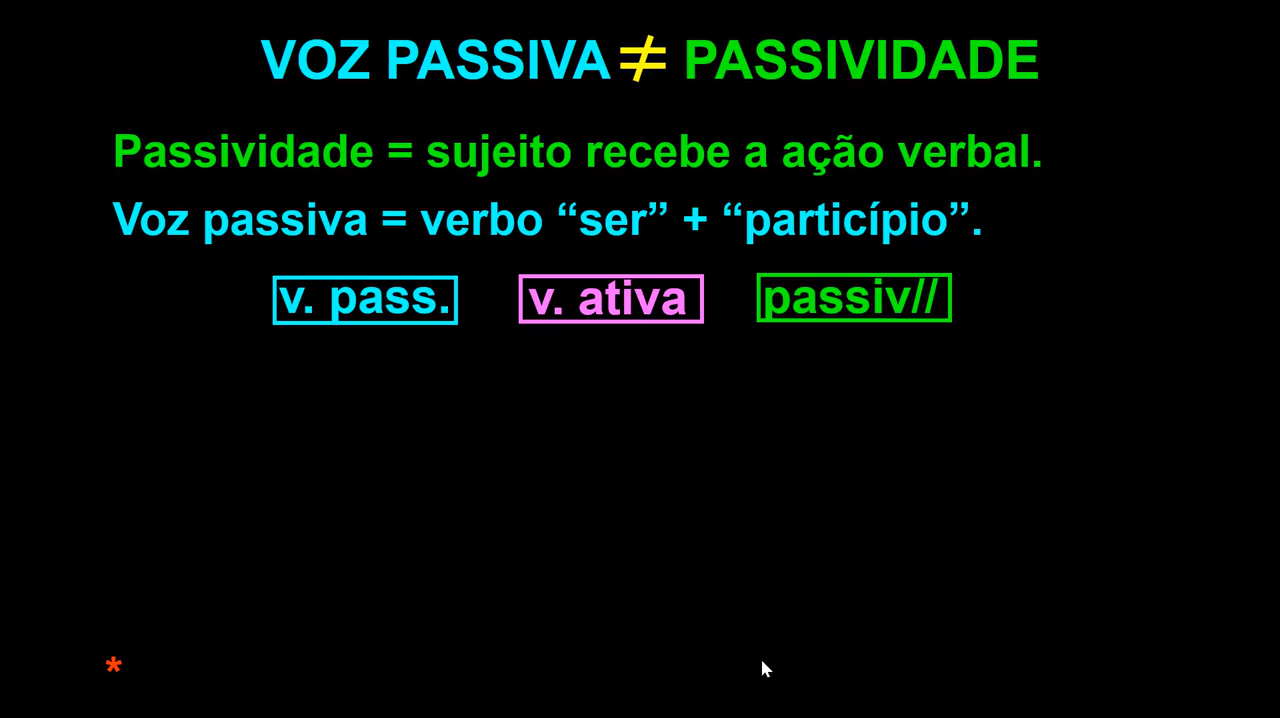 VOZ PASSIVA ≠ PASSIVIDADE
Passividade = sujeito recebe a ação verbal.
Voz passiva = verbo “ser” + “particípio”.
v. pass. v. ativa passiv//
*